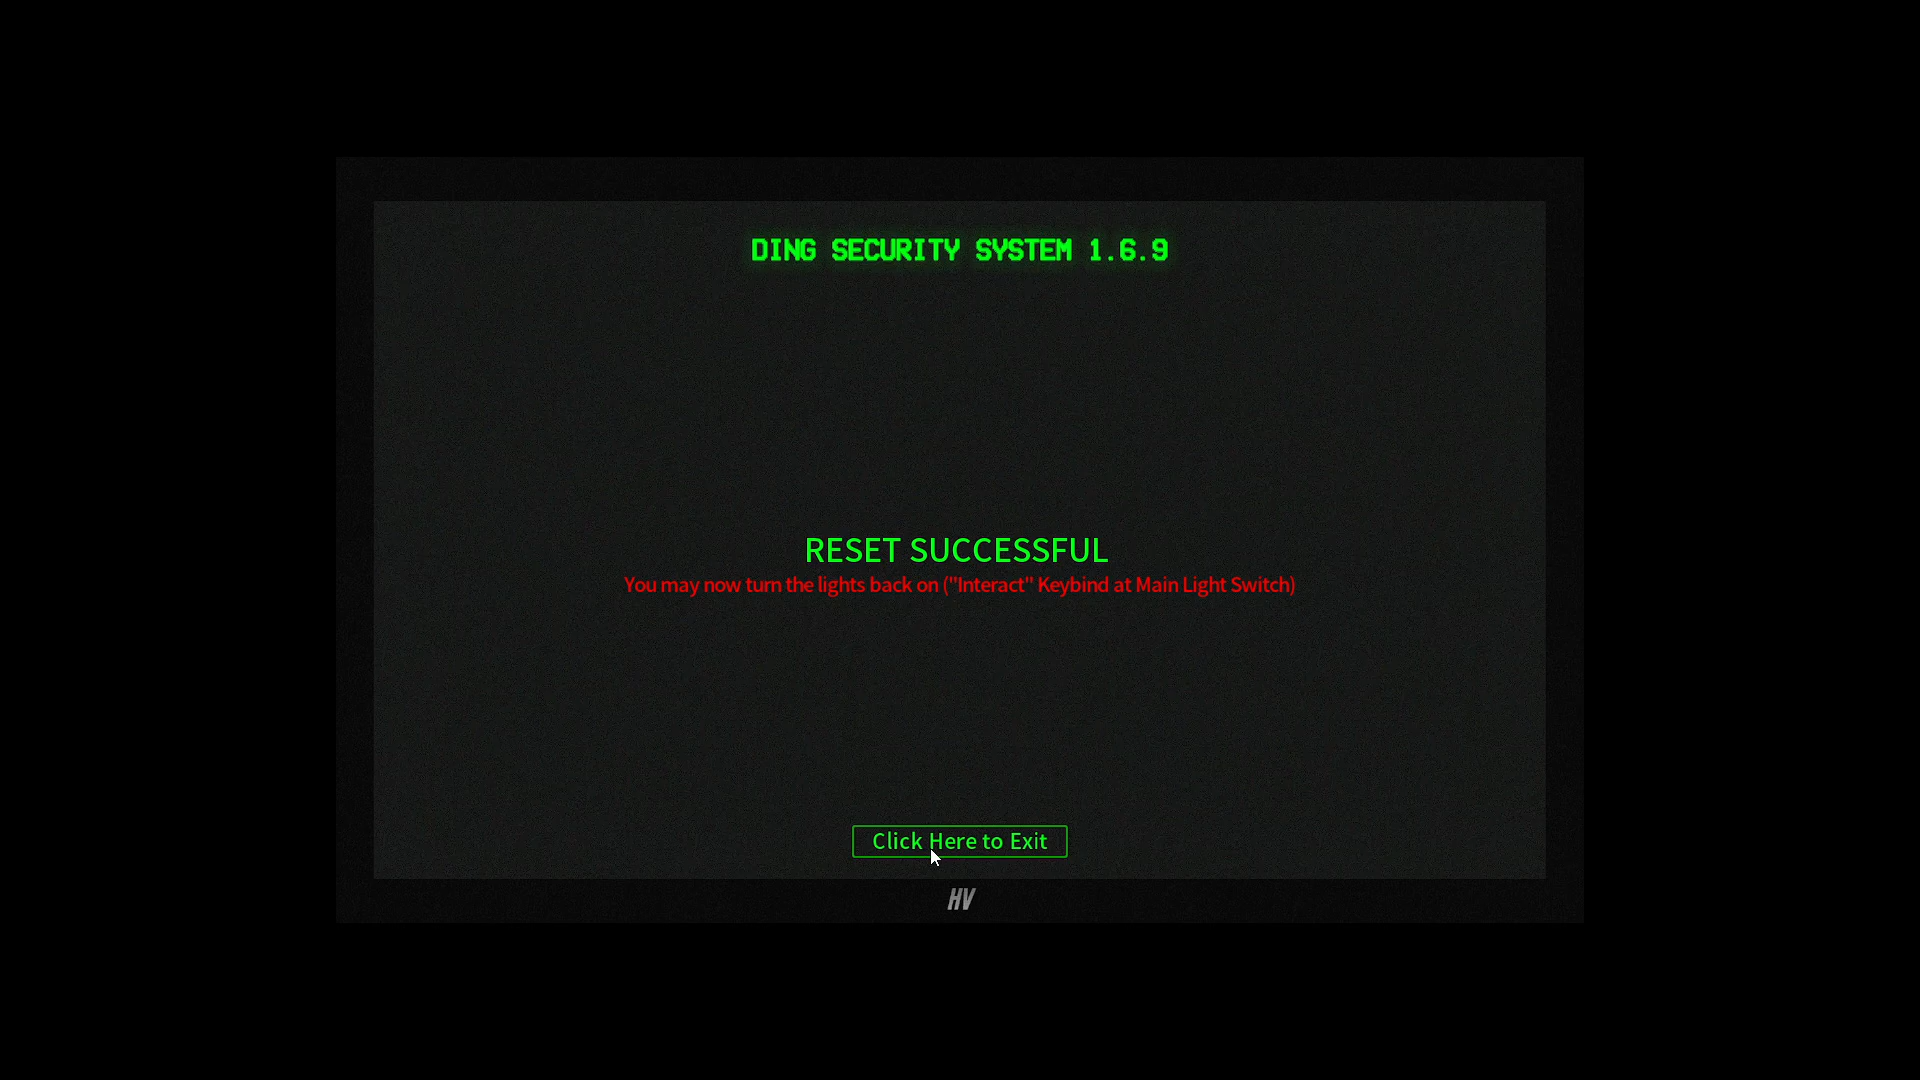 DING SECURITY SYSTEM 1.6.9
RESET SUCCESSFUL
You may now turn the lights back on ("Interact" Keybind at Main Light Switch)
Click Here to Exit
HV